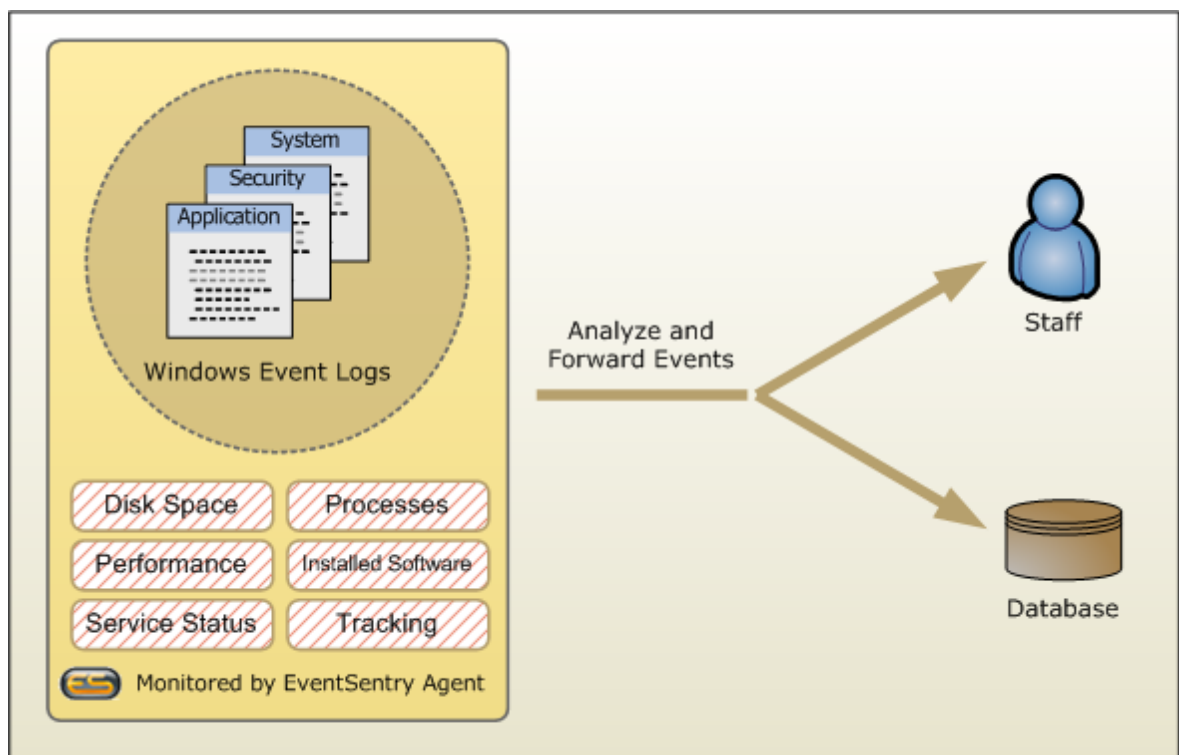 System
Security
Application
Windows Event Logs
Analyze and
Forward Events
Staff
Database
Disk Space
Processes
Performance
Installed Software
Service Status
Tracking
ES
Monitored by EventSentry Agent